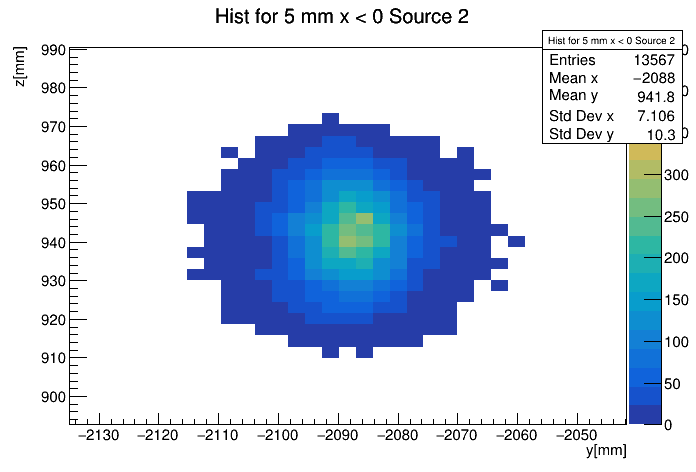 Hist for 5 mm x < 0 Source 2
Hist for 5 mm x < 0 Source 2
Entries 13567
Mean x −2088
Mean y 941.8
Std Dev x 7.106
Std Dev y 10.3
z[mm]
990
980
970
960
950
940
930
920
910
900
−2130 −2120 −2110 −2100 −2090 −2080 −2070 −2060 −2050
y[mm]
300
250
200
150
100
50
0